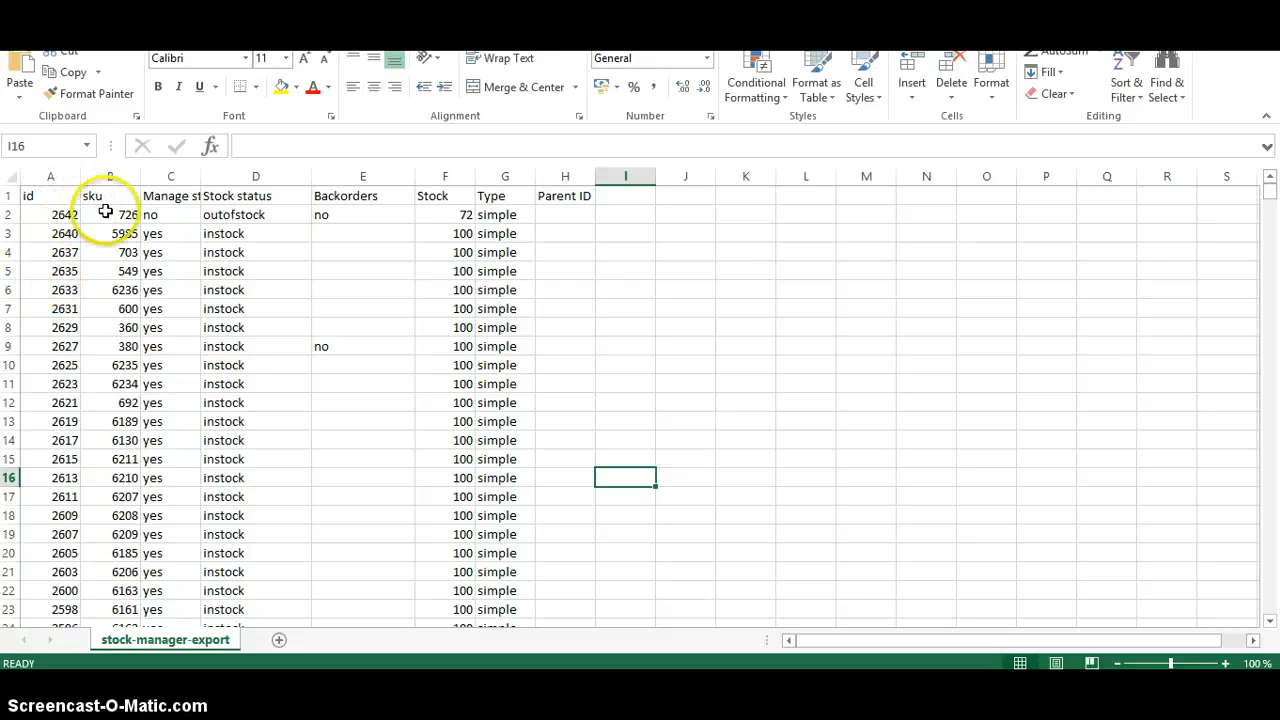 Cut
Calibri 11 A A Wrap Text General AutoSum
Paste Copy Conditional Format as Cell Insert Delete Format Fill Sort & Find &
Format Painter B I U A Merge & Center % , Formatting Table Styles Clear Filter Select
Clipboard Font Alignment Number Styles Cells Editing
I16 fx
A B C D E F G H I J K L M N O P Q R S
1 id sku Manage st Stock status Backorders Stock Type Parent ID
2 2642 726 no outofstock no 72 simple
3 2640 5985 yes instock 100 simple
4 2637 703 yes instock 100 simple
5 2635 549 yes instock 100 simple
6 2633 6236 yes instock 100 simple
7 2631 600 yes instock 100 simple
8 2629 360 yes instock 100 simple
9 2627 380 yes instock no 100 simple
10 2625 6235 yes instock 100 simple
11 2623 6234 yes instock 100 simple
12 2621 692 yes instock 100 simple
13 2619 6189 yes instock 100 simple
14 2617 6130 yes instock 100 simple
15 2615 6211 yes instock 100 simple
16 2613 6210 yes instock 100 simple
17 2611 6207 yes instock 100 simple
18 2609 6208 yes instock 100 simple
19 2607 6209 yes instock 100 simple
20 2605 6185 yes instock 100 simple
21 2603 6206 yes instock 100 simple
22 2600 6163 yes instock 100 simple
23 2598 6161 yes instock 100 simple
stock-manager-export
READY 100 %
Screencast-O-Matic.com